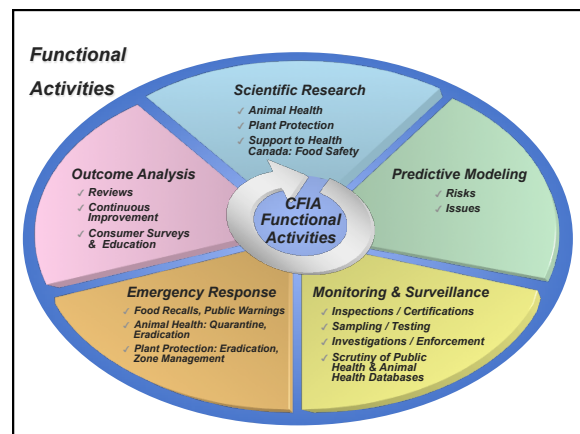 Functional
Activities
Scientific Research
✓ Animal Health
✓ Plant Protection
✓ Support to Health
Canada: Food Safety
Outcome Analysis
✓ Reviews
✓ Continuous
Improvement
✓ Consumer Surveys
& Education
Predictive Modeling
✓ Risks
✓ Issues
CFIA
Functional
Activities
Emergency Response
✓ Food Recalls, Public Warnings
✓ Animal Health: Quarantine,
Eradication
✓ Plant Protection: Eradication,
Zone Management
Monitoring & Surveillance
✓ Inspections / Certifications
✓ Sampling / Testing
✓ Investigations / Enforcement
✓ Scrutiny of Public
Health & Animal
Health Databases